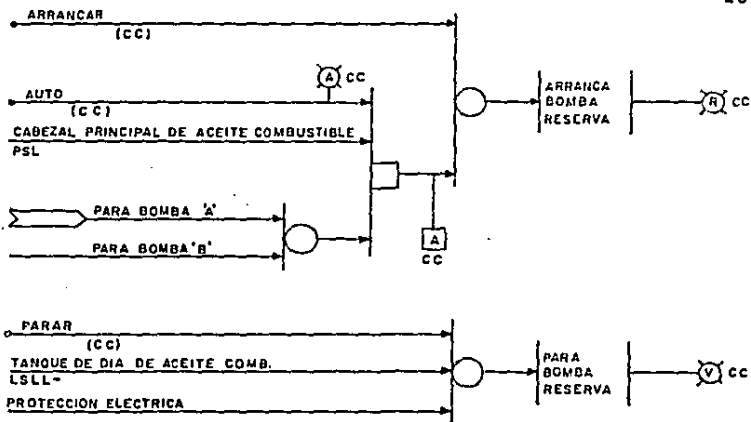 ARRANCAR
(CC)
A CC
AUTO
(CC)
CABEZAL PRINCIPAL DE ACEITE COMBUSTIBLE
PSL
ARRANCA
BOMBA
RESERVA
R CC
PARA BOMBA 'A'
PARA BOMBA 'B'
A
CC
PARAR
(CC)
TANQUE DE DIA DE ACEITE COMB.
LSLL-
PROTECCION ELECTRICA
PARA
BOMBA
RESERVA
V CC